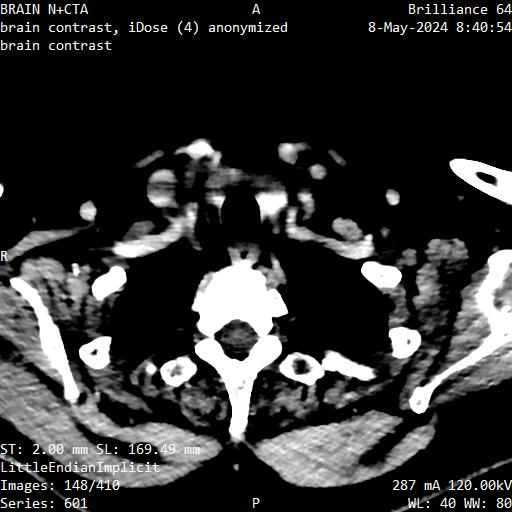 BRAIN N+CTA
A
Brilliance 64
brain contrast, iDose (4) anonymized
8-May-2024 8:40:54
brain contrast
R
ST: 2.00 mm SL: 169.49 mm
LittleEndianImplicit
Images: 148/410
287 mA 120.00kV
Series: 601
P
WL: 40 WW: 80